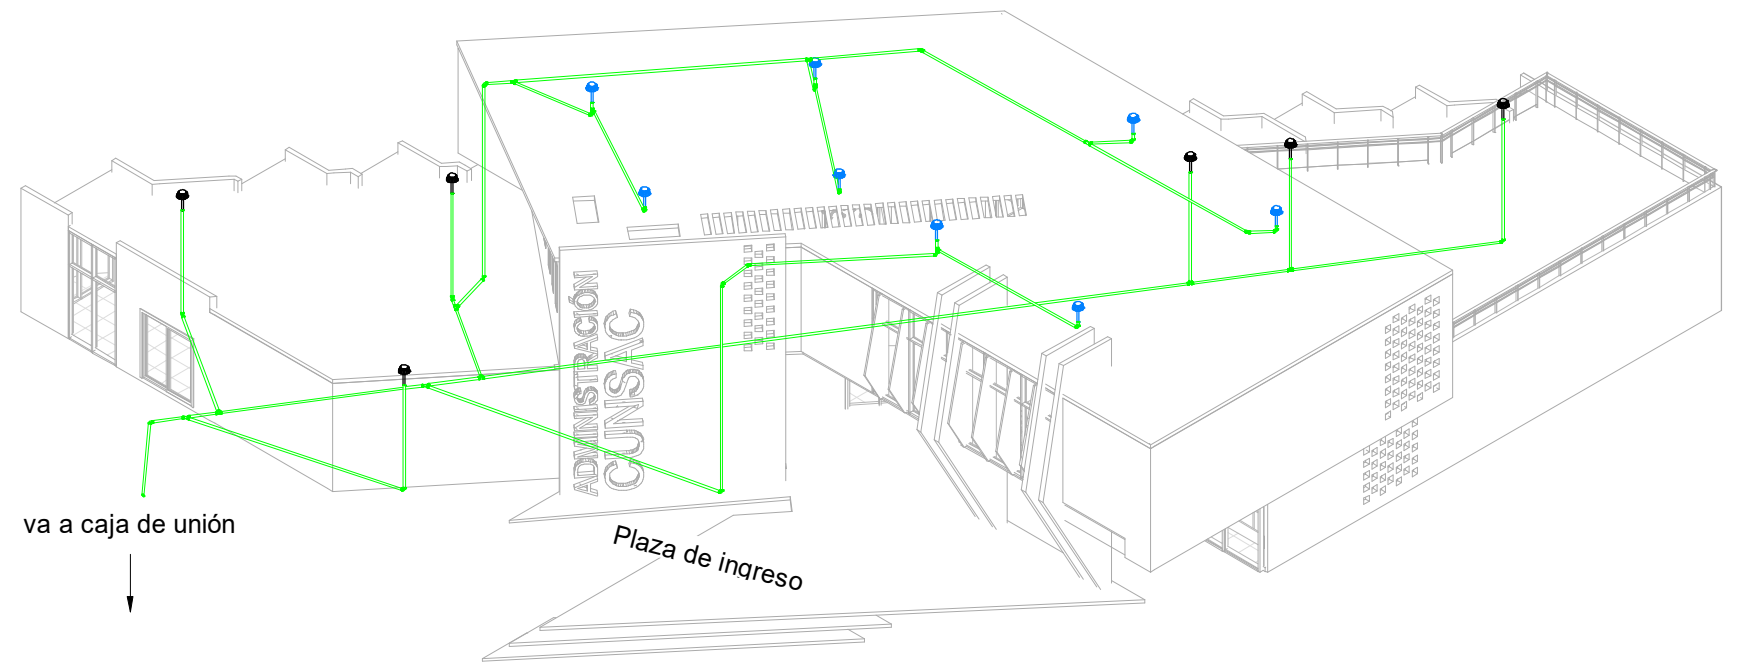 ADMINISTRACIÓN
CUNSAC
va a caja de unión
Plaza de ingreso